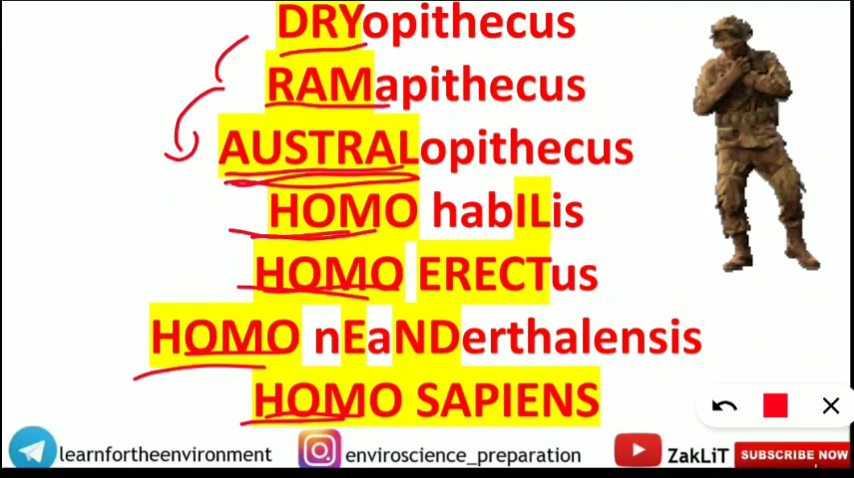 DRYopithecus
RAMapithecus
AUSTRALopithecus
HOMO habILis
HOMO ERECTus
HOMO nEaNDerthalensis
HOMO SAPIENS
learnfortheenvironment enviroscience_preparation ZakLiT SUBSCRIBE NOW